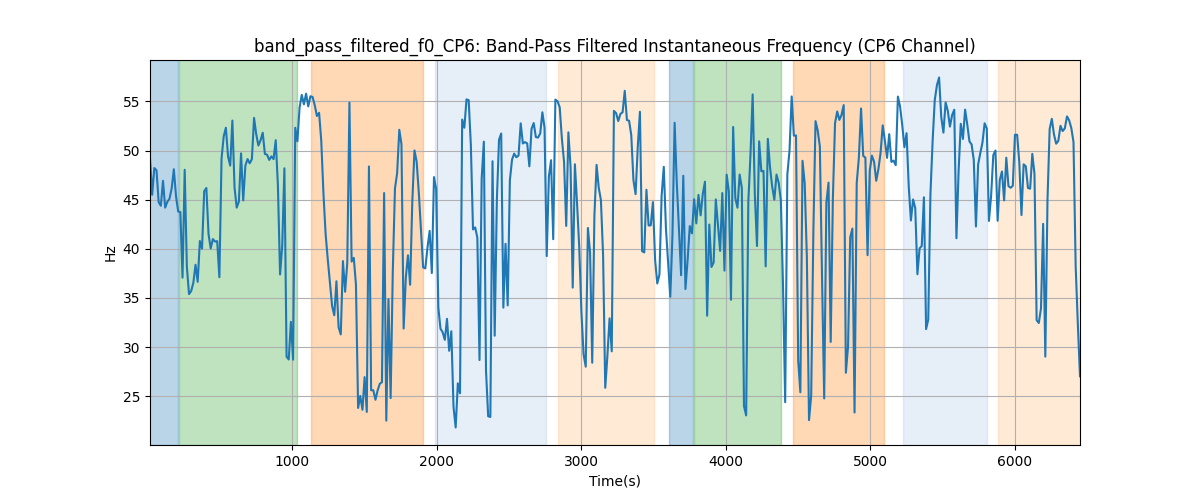 band_pass_filtered_f0_CP6: Band-Pass Filtered Instantaneous Frequency (CP6 Channel)
55
50
45
40
35
30
25
Hz
1000 2000 3000 4000 5000 6000
Time(s)